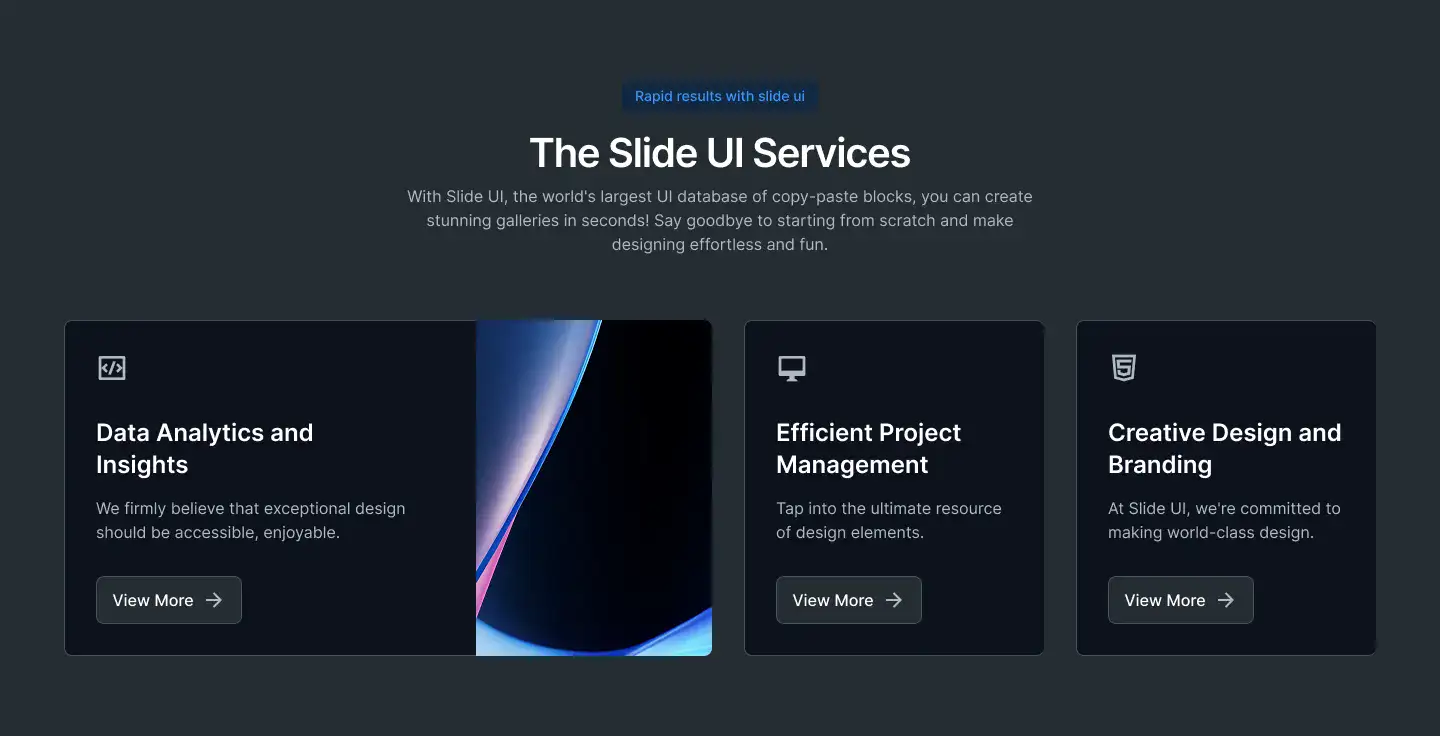 Rapid results with slide ui
The Slide UI Services
With Slide UI, the world's largest UI database of copy-paste blocks, you can create
stunning galleries in seconds! Say goodbye to starting from scratch and make
designing effortless and fun.
Data Analytics and
Insights
We firmly believe that exceptional design
should be accessible, enjoyable.
View More
Efficient Project
Management
Tap into the ultimate resource
of design elements.
View More
Creative Design and
Branding
At Slide UI, we're committed to
making world-class design.
View More